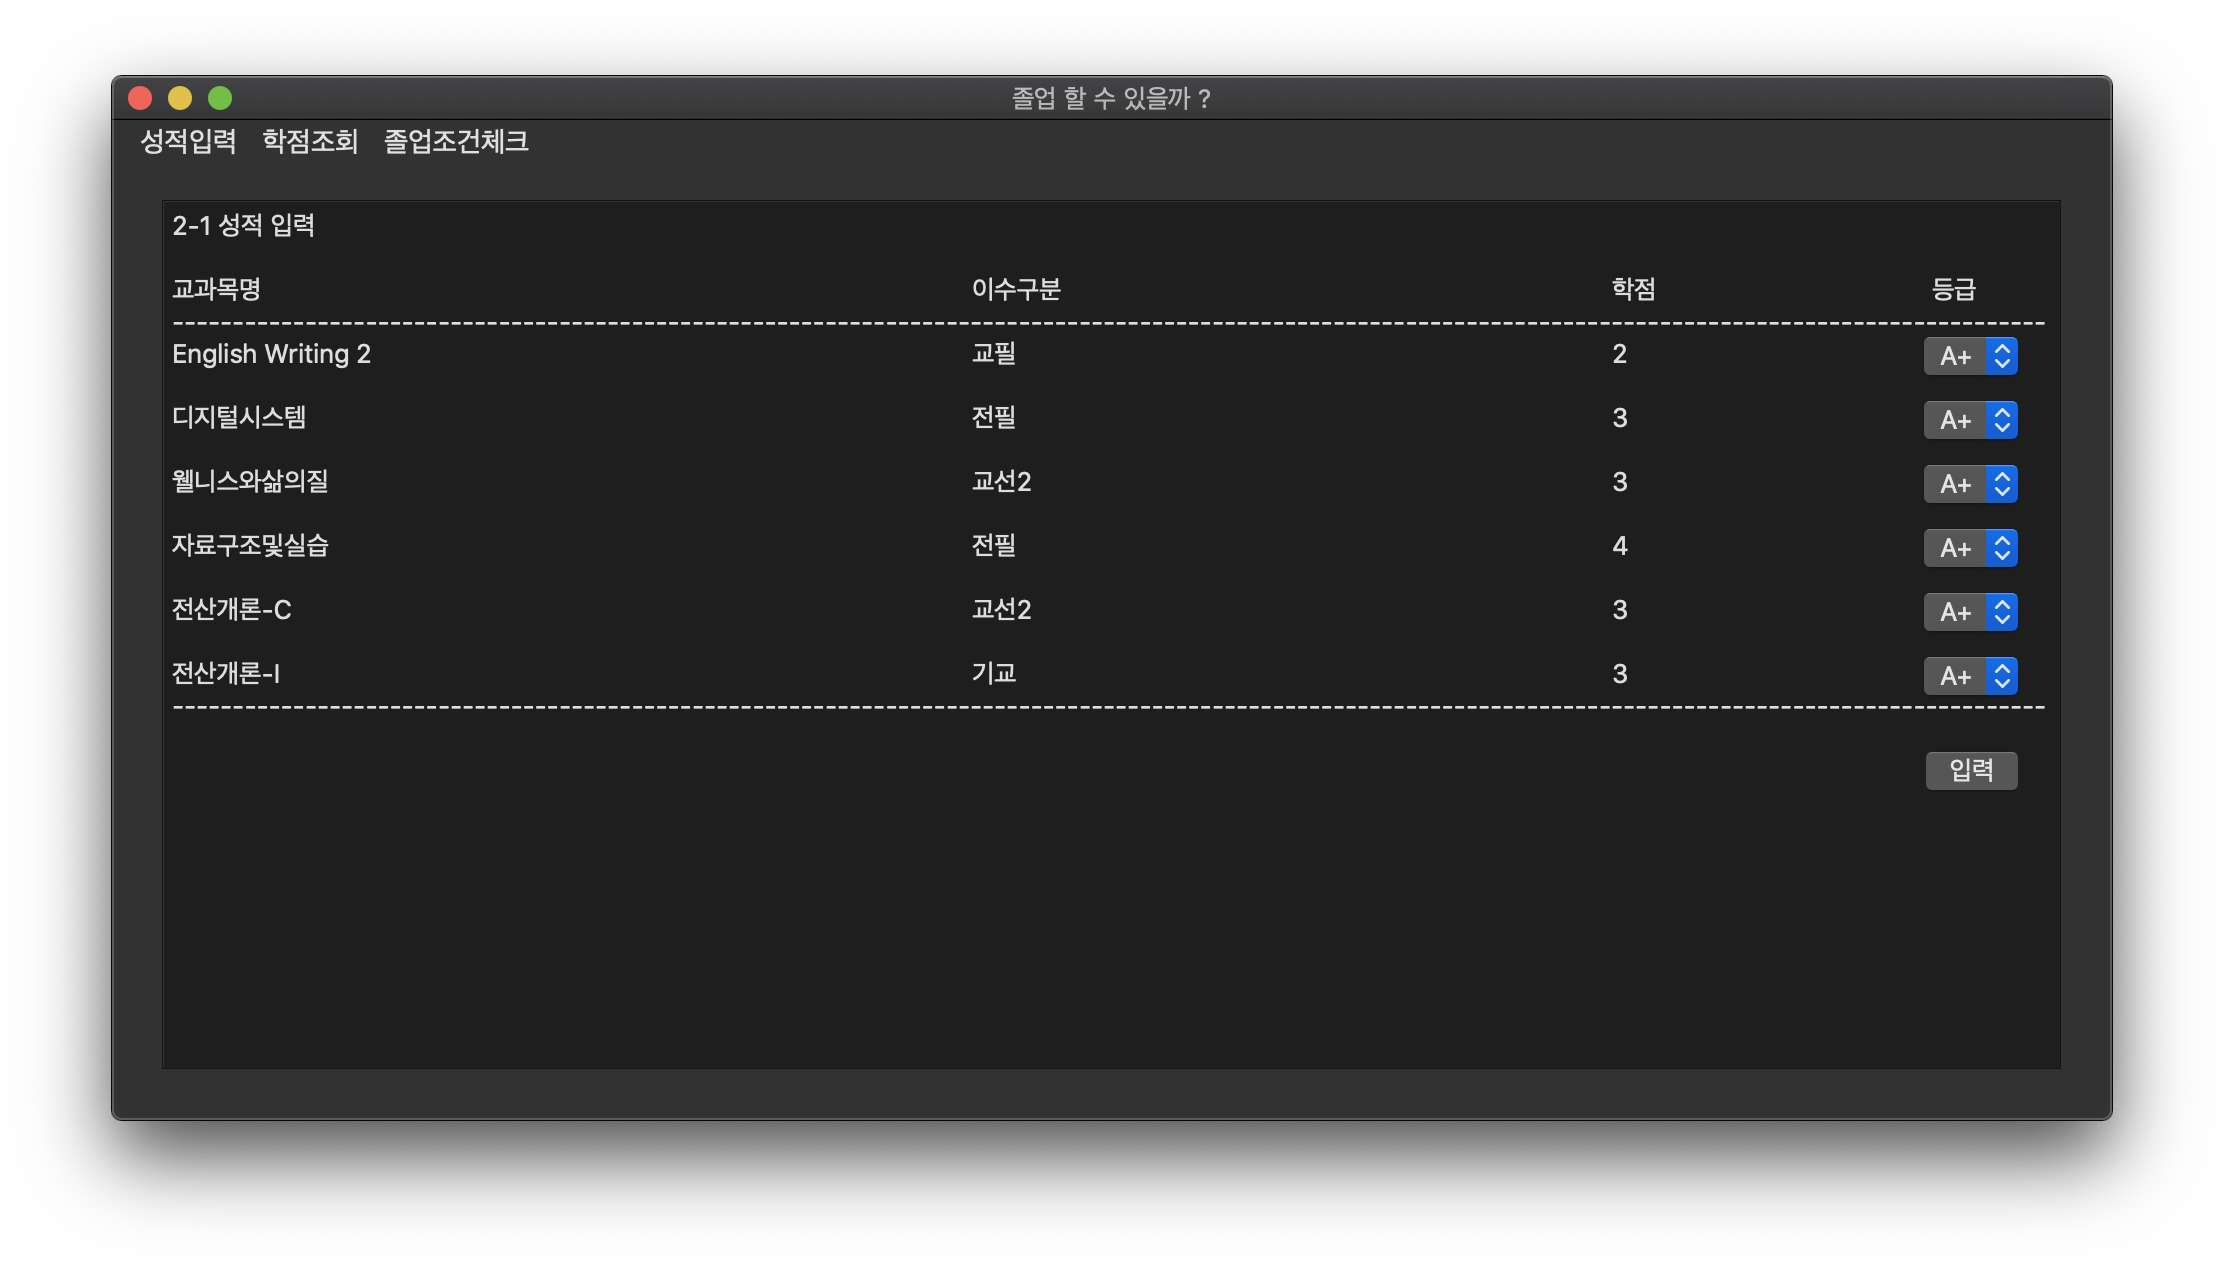 졸업 할 수 있을까 ?
성적입력 학점조회 졸업조건체크
2-1 성적 입력
교과목명 이수구분 학점 등급
English Writing 2 교필 2 A+
디지털시스템 전필 3 A+
웰니스와삶의질 교선2 3 A+
자료구조및실습 전필 4 A+
전산개론-C 교선2 3 A+
전산개론-I 기교 3 A+
입력